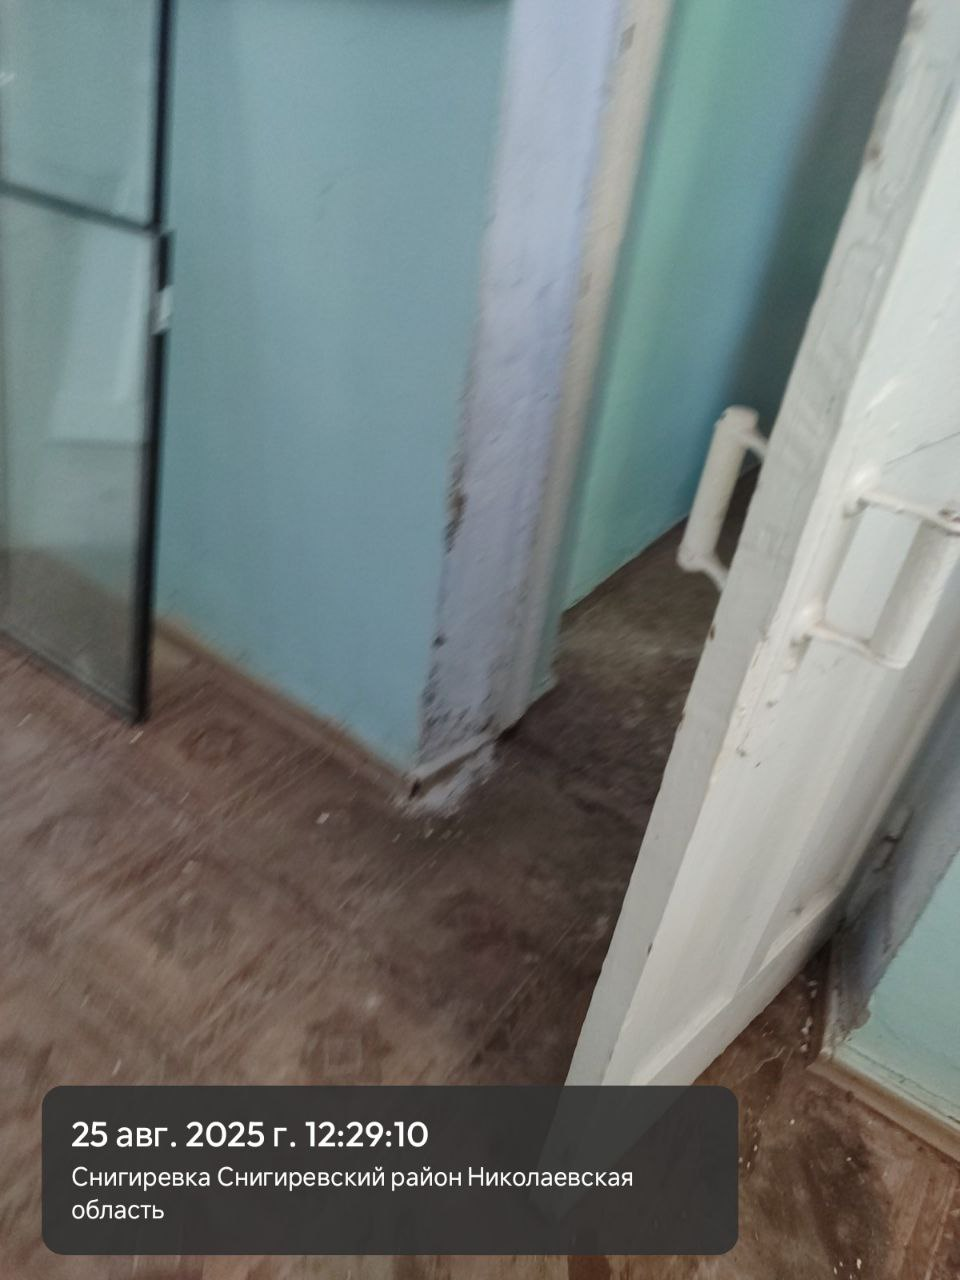 25 авг. 2025 г. 12:29:10
Снигиревка Снигиревский район Николаевская
область